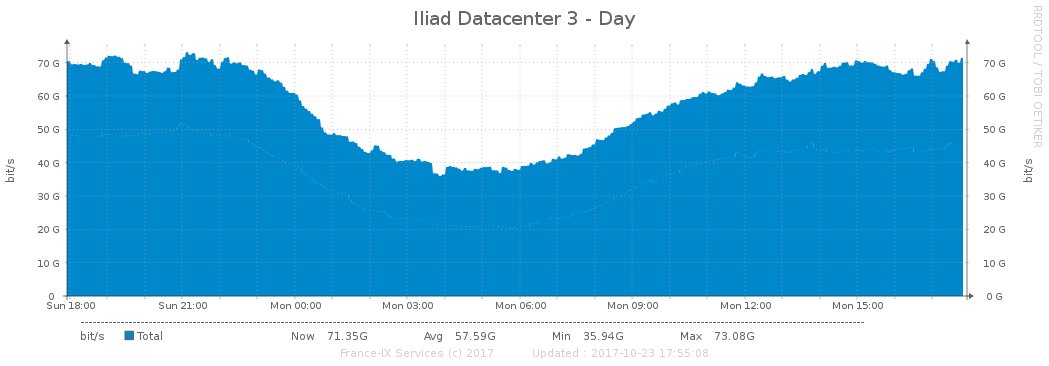 Iliad Datacenter 3 - Day
RRDTOOL / TOBI OETIKER
bit/s
70 G 70 G
60 G 60 G
50 G 50 G
40 G 40 G
30 G 30 G
20 G 20 G
10 G 10 G
0 0 G
bit/s
Sun 18:00 Sun 21:00 Mon 00:00 Mon 03:00 Mon 06:00 Mon 09:00 Mon 12:00 Mon 15:00
bit/s Total Now 71.35G Avg 57.59G Min 35.94G Max 73.08G
France-IX Services (c) 2017 Updated : 2017-10-23 17:55:08